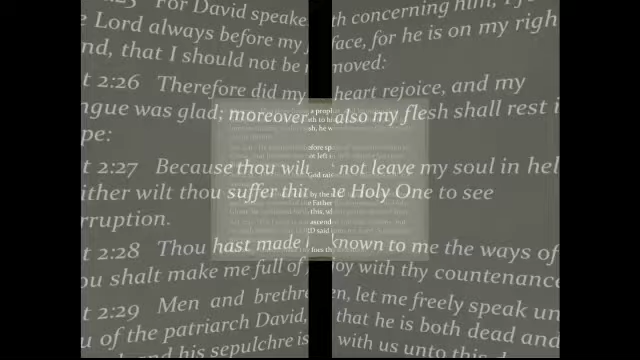 For David speake th concerning him,
e Lord always before my face, for he is on my righ
nd, that I should not be moved:
t 2:26 Therefore did my heart rejoice, and my
ngue was glad; moreover also my flesh shall rest i
pe:
t 2:27 Because thou wilt not leave my soul in hel
ither wilt thou suffer thine Holy One to see
rruption.
t 2:28 Thou hast made known to me the ways of
ou shalt make me full of joy with thy countenanc
t 2:29 Men and brethren, let me freely speak un
u of the patriarch David, that he is both dead and
and his sepulchre is with us unto this